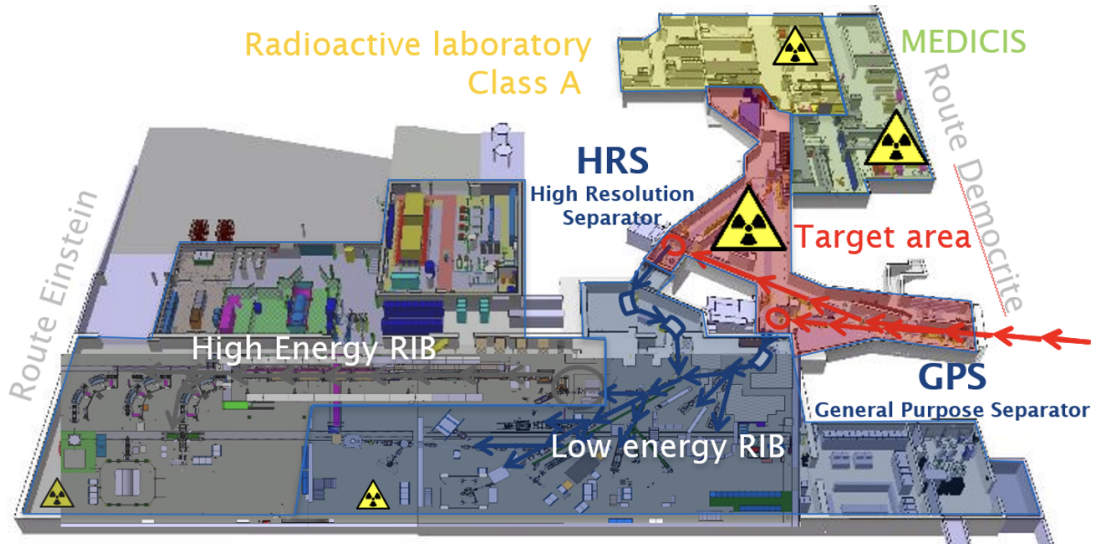 Radioactive laboratory
Class A
MEDICIS
Route Democrite
HRS
High Resolution
Separator
Target area
Route Einstein
High Energy RIB
GPS
General Purpose Separator
Low energy RIB